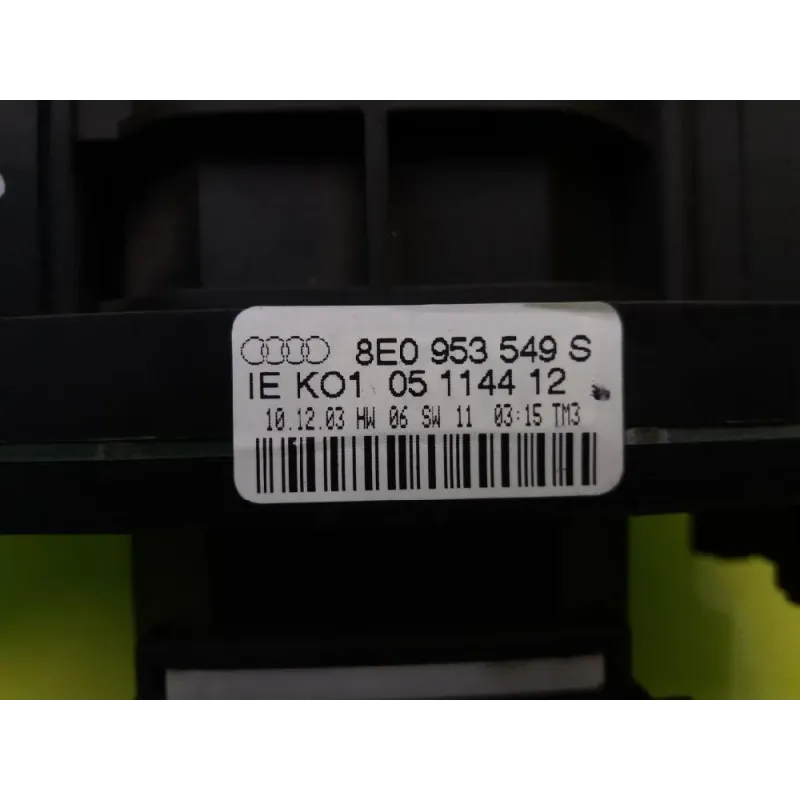 8E0 953 549 S
IE KO1 05 1144 12
10.12.03 HW 06 SW 11 03:15 TM3